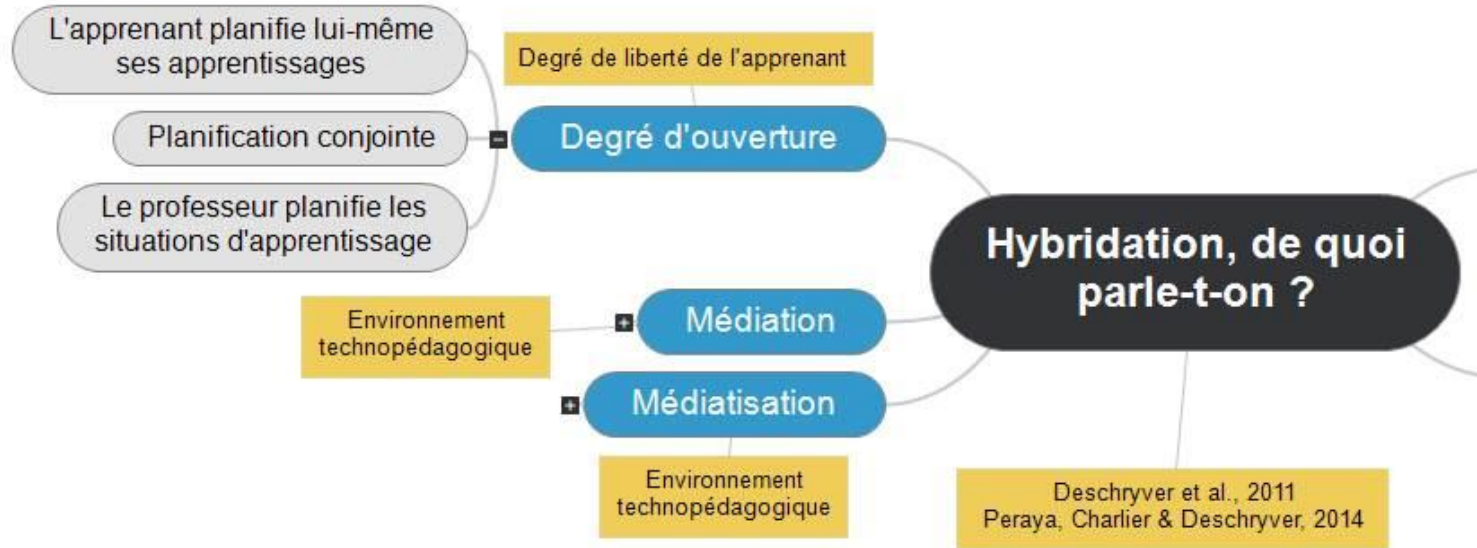 L'apprenant planifie lui-même
ses apprentissages
Degré de liberté de l'apprenant
Planification conjointe
Degré d'ouverture
Le professeur planifie les
situations d'apprentissage
Hybridation, de quoi
parle-t-on ?
Environnement
technopédagogique
Médiation
Médiatisation
Environnement
technopédagogique
Deschryver et al., 2011
Peraya, Charlier & Deschryver, 2014